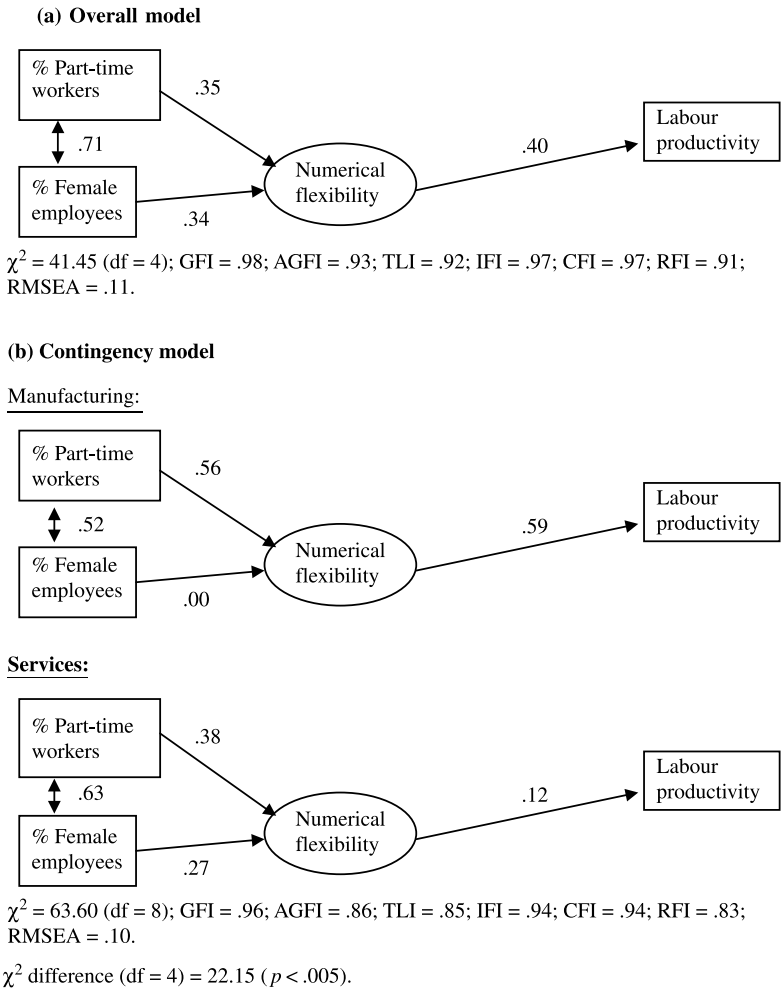 (a) Overall model
% Part-time
workers
.35
.71
% Female
employees
.34
Numerical
flexibility
.40
Labour
productivity
χ² = 41.45 (df = 4); GFI = .98; AGFI = .93; TLI = .92; IFI = .97; CFI = .97; RFI = .91;
RMSEA = .11.
(b) Contingency model
Manufacturing:
% Part-time
workers
.56
.52
% Female
employees
.00
Numerical
flexibility
.59
Labour
productivity
Services:
% Part-time
workers
.38
.63
% Female
employees
.27
Numerical
flexibility
.12
Labour
productivity
χ² = 63.60 (df = 8); GFI = .96; AGFI = .86; TLI = .85; IFI = .94; CFI = .94; RFI = .83;
RMSEA = .10.
χ² difference (df = 4) = 22.15 (p < .005).